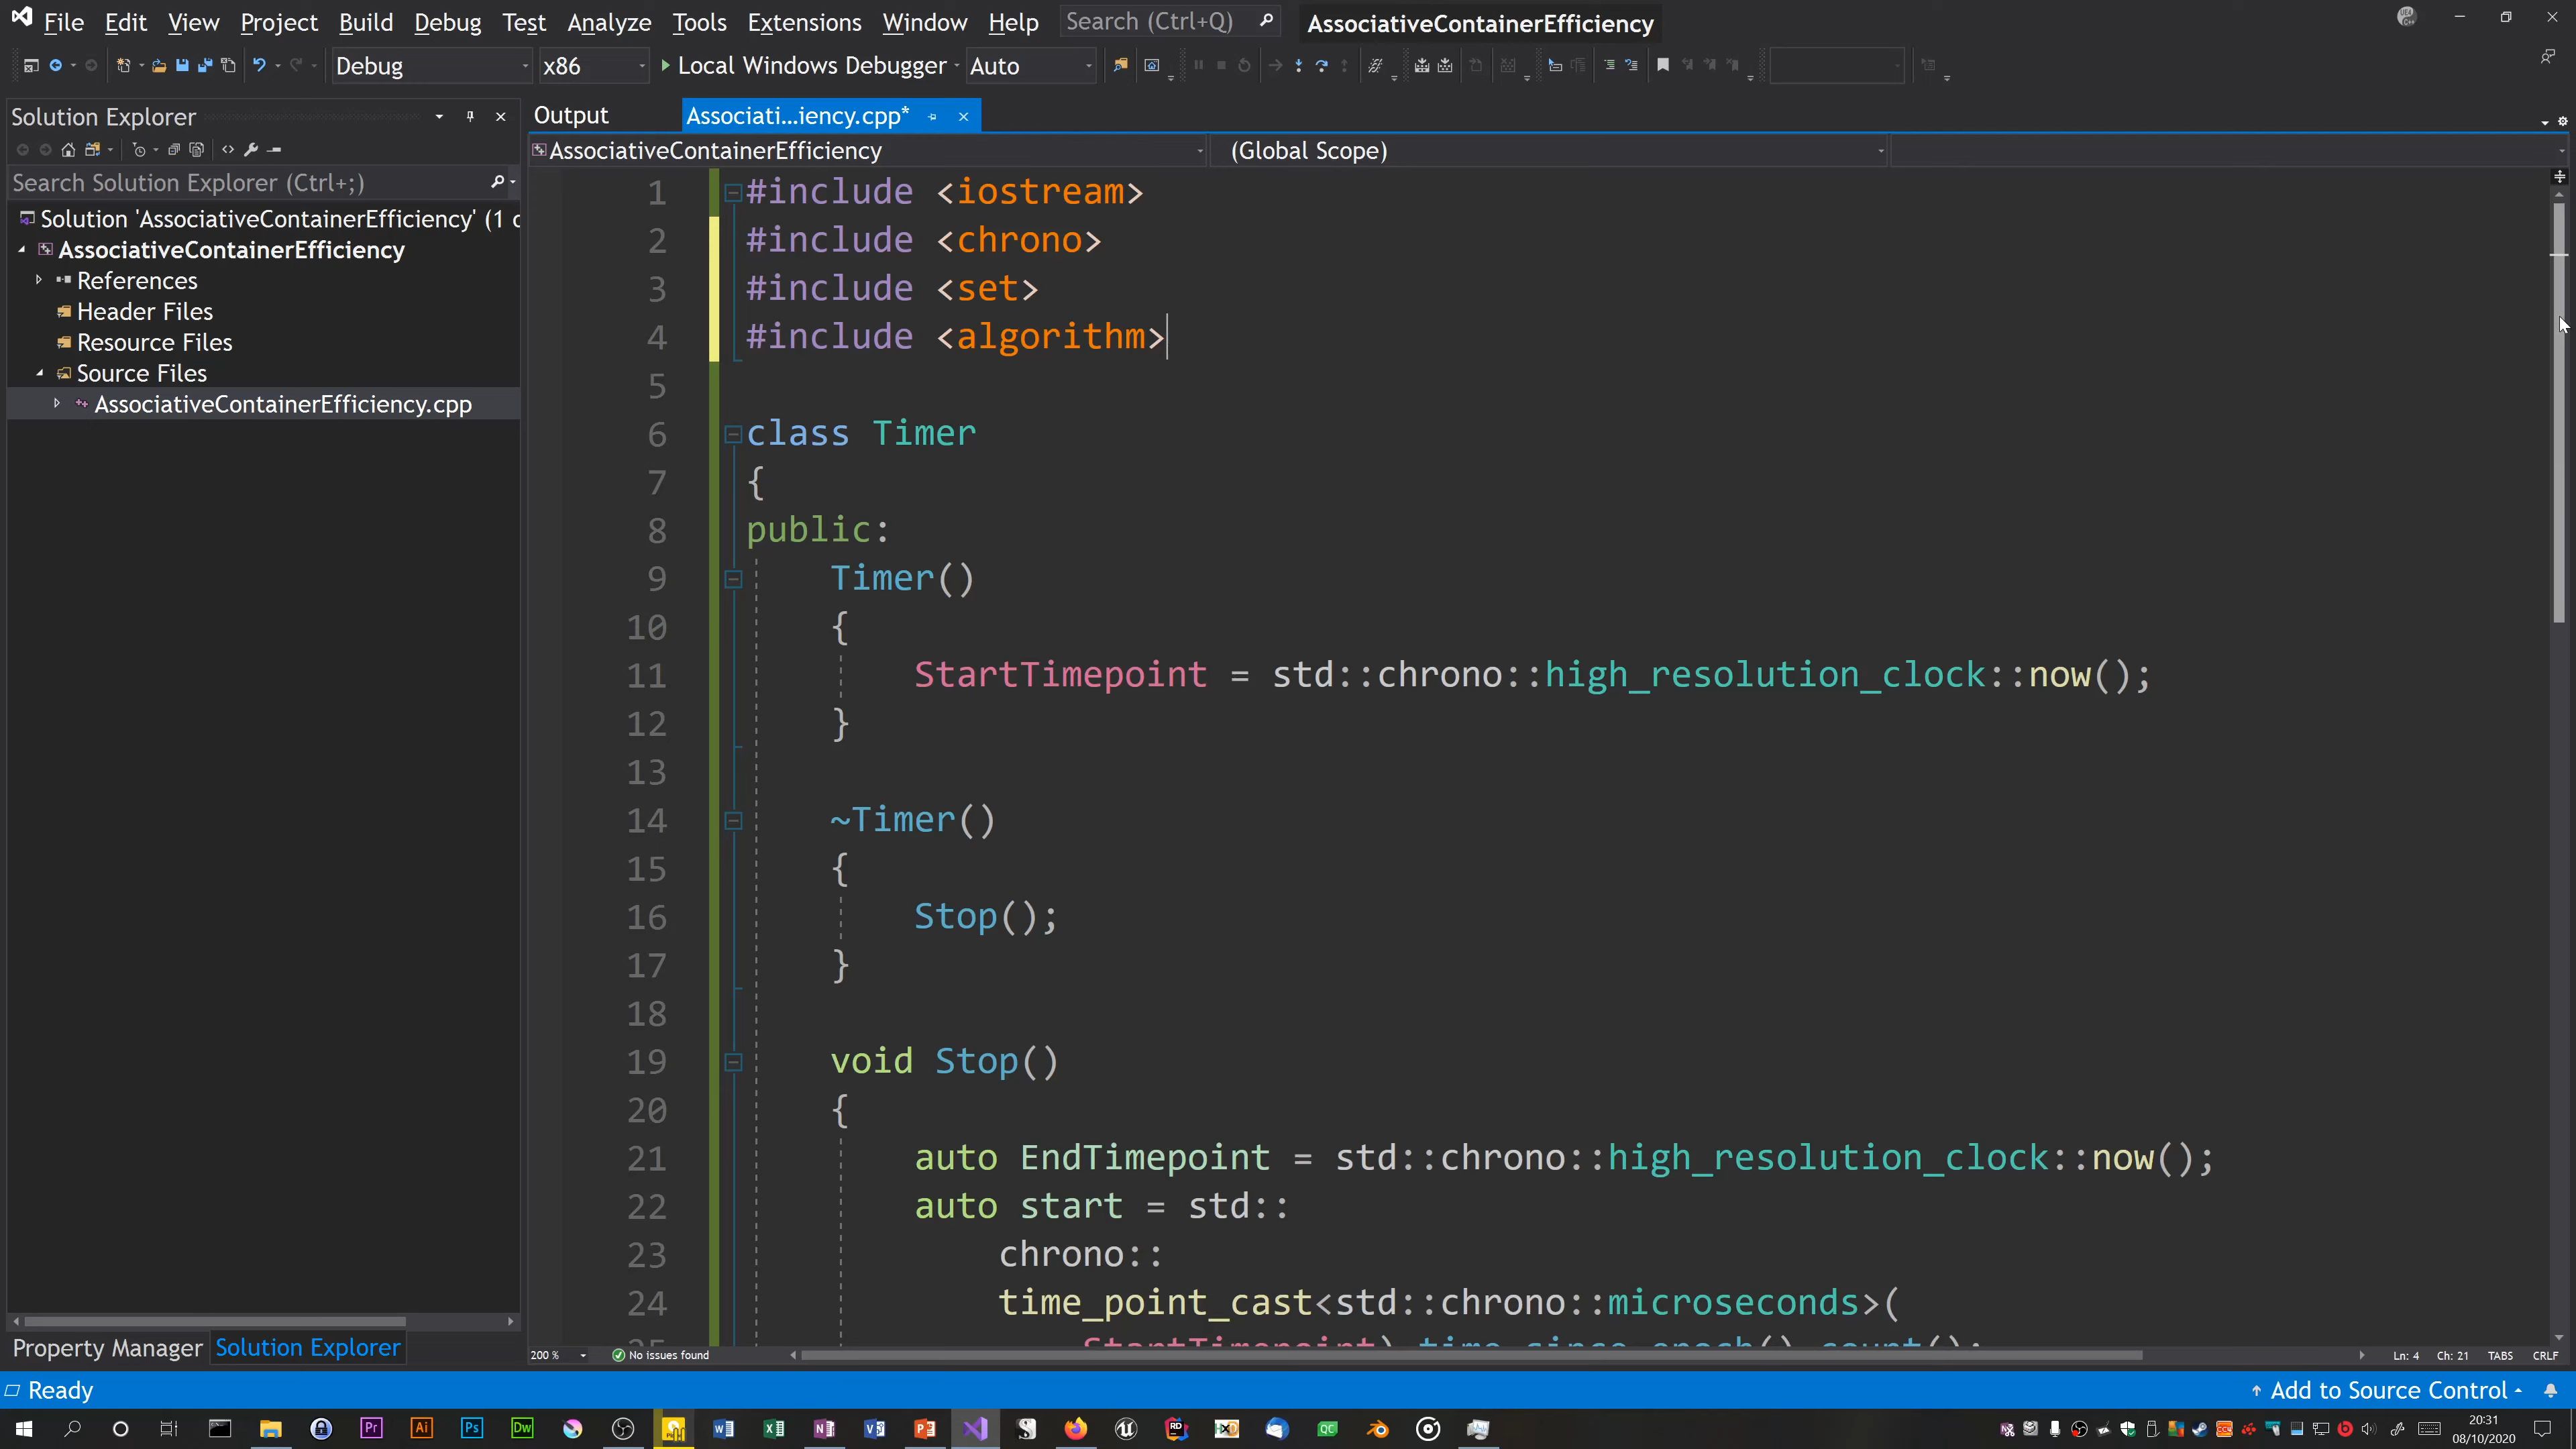 File Edit View Project Build Debug Test Analyze Tools Extensions Window Help Search (Ctrl+Q) AssociativeContainerEfficiency
Debug x86 Local Windows Debugger Auto
Solution Explorer
Search Solution Explorer (Ctrl+;)
Solution 'AssociativeContainerEfficiency' (1 o
AssociativeContainerEfficiency
References
Header Files
Resource Files
Source Files
AssociativeContainerEfficiency.cpp
Property Manager Solution Explorer
Output Associati...iency.cpp*
AssociativeContainerEfficiency (Global Scope)
1 #include <iostream>
2 #include <chrono>
3 #include <set>
4 #include <algorithm>
5
6 class Timer
7 {
8 public:
9 Timer()
10 {
11 StartTimepoint = std::chrono::high_resolution_clock::now();
12 }
13
14 ~Timer()
15 {
16 Stop();
17 }
18
19 void Stop()
20 {
21 auto EndTimepoint = std::chrono::high_resolution_clock::now();
22 auto start = std::
23 chrono::
24 time_point_cast<std::chrono::microseconds>(
25 StartTimepoint).time_since_epoch().count();
200 % No issues found Ln: 4 Ch: 21 TABS CRLF
Ready Add to Source Control
20:31
08/10/2020